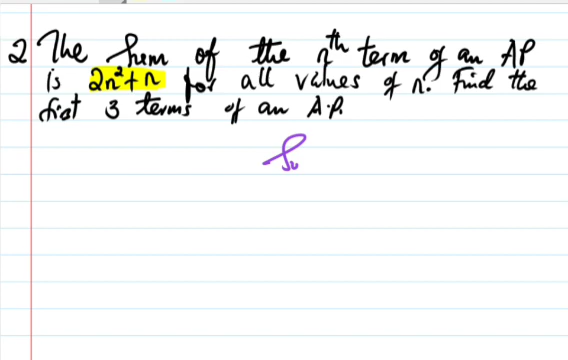 2 The Sum of the nth term of an AP
is 2n²+n for all values of n. Find the
first 3 terms of an A.P.
Sn